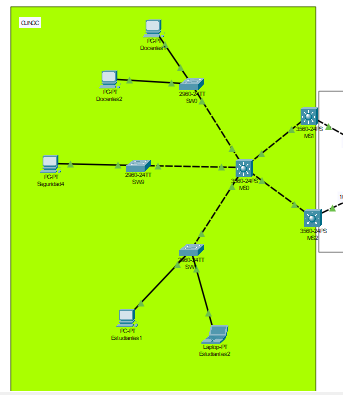 CLINIC
PC-PT
Docentes1
PC-PT
Docentes2
2960-24TT
SW0
3560-24PS
MS1
PC-PT
Seguridad4
2960-24TT
SW9
3560-24PS
MS0
3560-24PS
MS2
2960-24TT
SW1
PC-PT
Estudiantes1
Laptop-PT
Estudiantes2